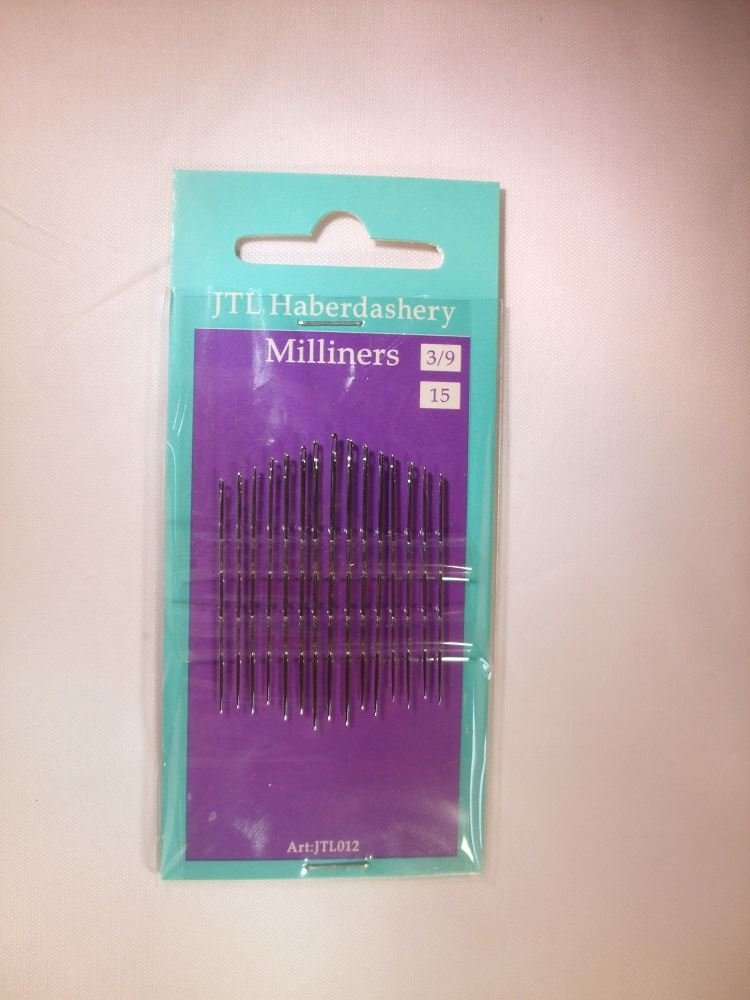 JTL Haberdashery
Milliners 3/9
15
Art:JTL012